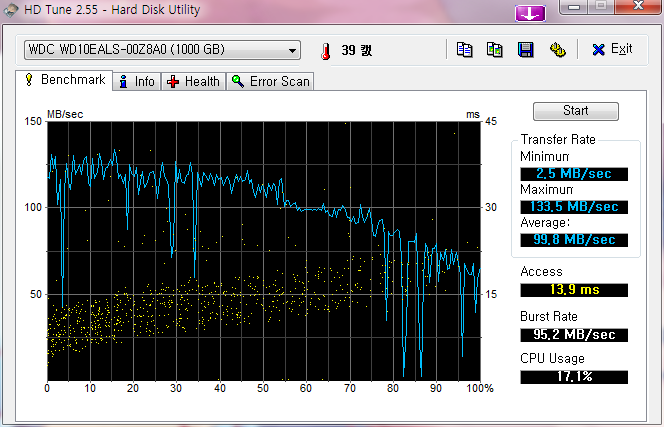 HD Tune 2.55 - Hard Disk Utility
WDC WD10EALS-00Z8A0 (1000 GB)
39 캜
Exit
Benchmark
Info
Health
Error Scan
MB/sec
ms
150
100
50
45
30
15
0
10
20
30
40
50
60
70
80
90
100%
Start
Transfer Rate
Minimum
2,5 MB/sec
Maximum
133,5 MB/sec
Average:
99,8 MB/sec
Access
13,9 ms
Burst Rate
95,2 MB/sec
CPU Usage
17,1%